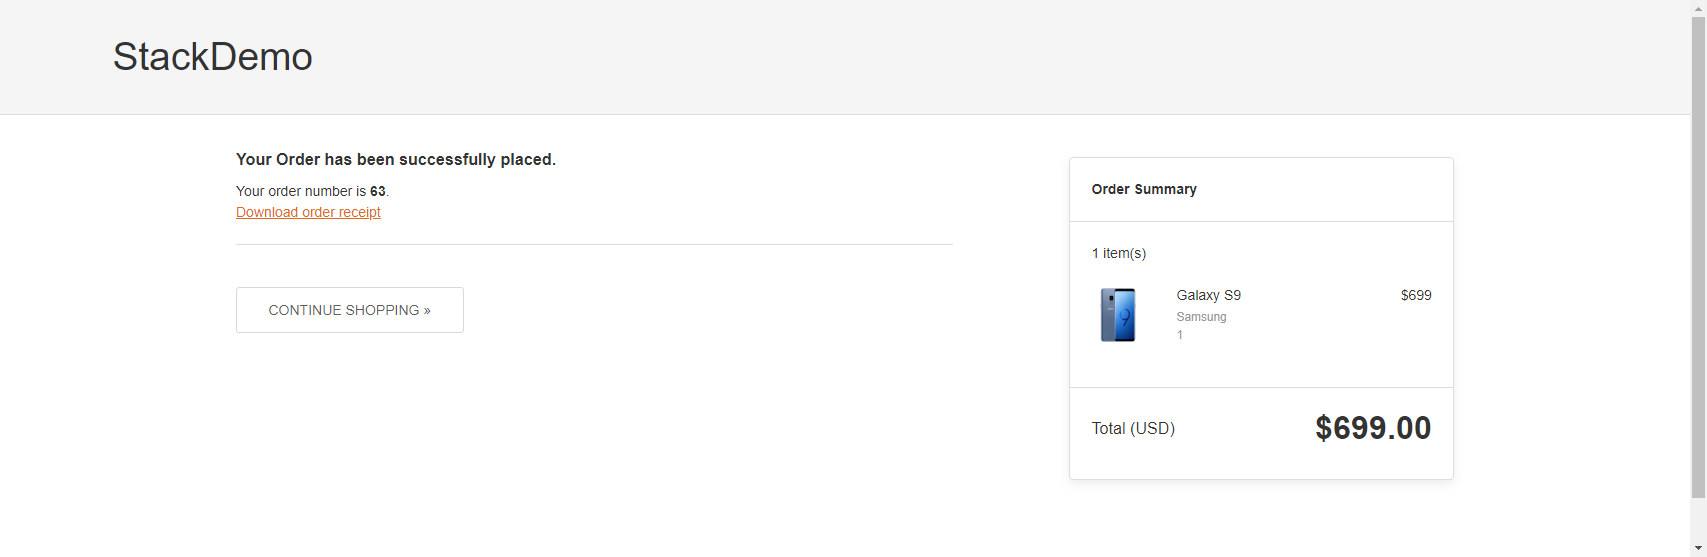 StackDemo
Your Order has been successfully placed.
Your order number is 63.
Download order receipt
CONTINUE SHOPPING »
Order Summary
1 item(s)
Galaxy S9 $699
Samsung
1
Total (USD) $699.00